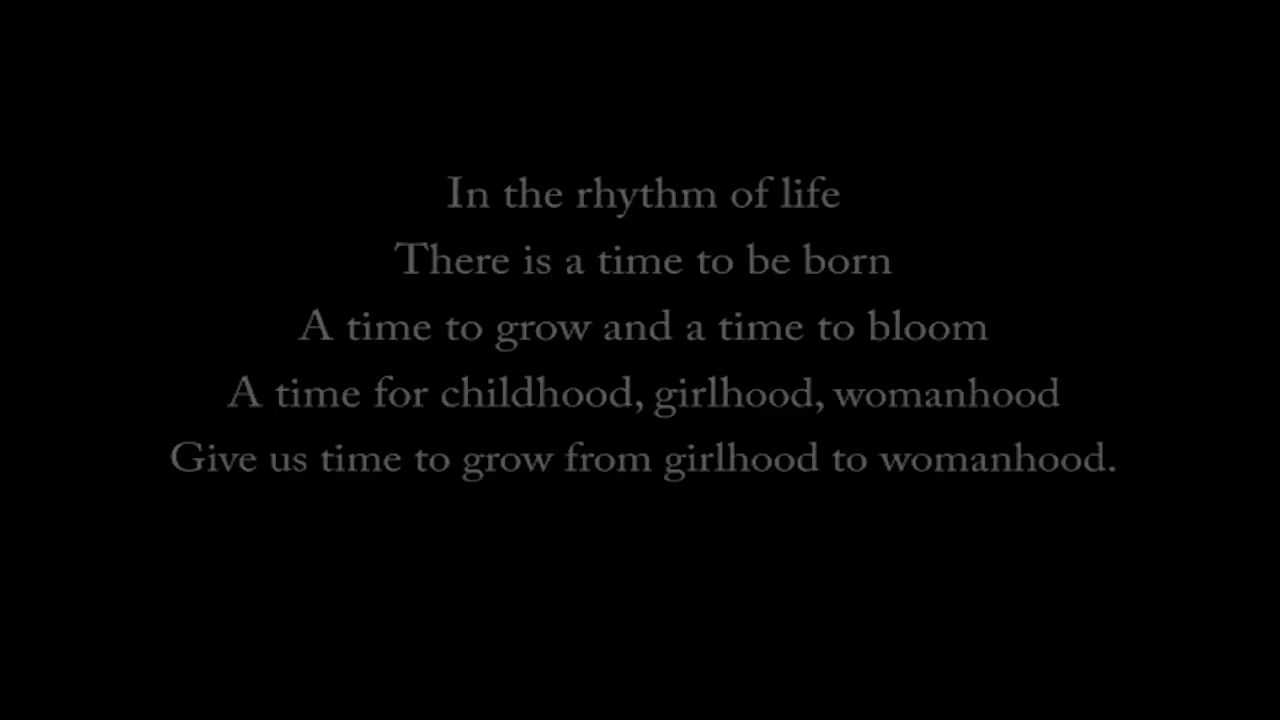 In the rhythm of life
There is a time to be born
A time to grow and a time to bloom
A time for childhood, girlhood, womanhood
Give us time to grow from girlhood to womanhood.